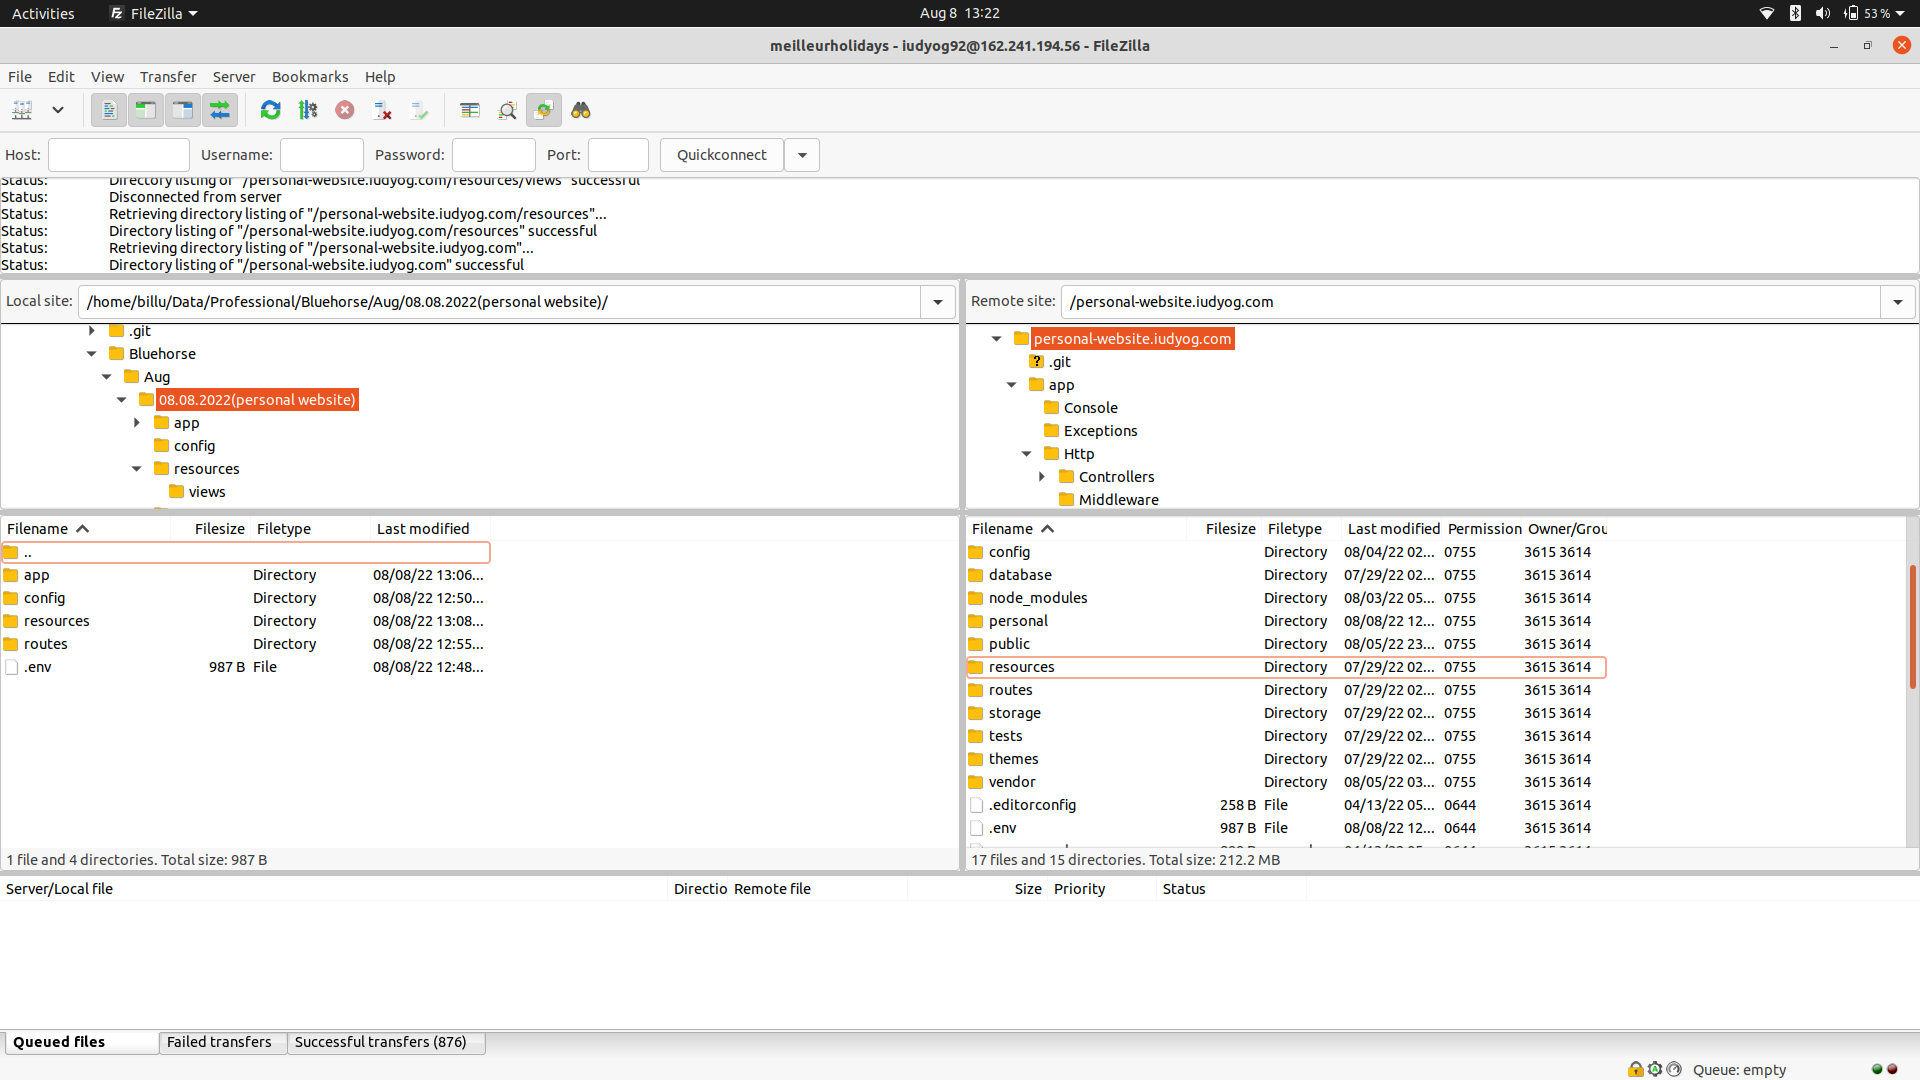 Activities FileZilla Aug 8 13:22 53 %
meilleurholidays - iudyog92@162.241.194.56 - FileZilla
File Edit View Transfer Server Bookmarks Help
Host: Username: Password: Port: Quickconnect
Status: Directory listing of "/personal-website.iudyog.com/resources/views" successful
Status: Disconnected from server
Status: Retrieving directory listing of "/personal-website.iudyog.com/resources"...
Status: Directory listing of "/personal-website.iudyog.com/resources" successful
Status: Retrieving directory listing of "/personal-website.iudyog.com"...
Status: Directory listing of "/personal-website.iudyog.com" successful
Local site: /home/billu/Data/Professional/Bluehorse/Aug/08.08.2022(personal website)/
.git
Bluehorse
Aug
08.08.2022(personal website)
app
config
resources
views
Remote site: /personal-website.iudyog.com
personal-website.iudyog.com
? .git
app
Console
Exceptions
Http
Controllers
Middleware
Filename Filesize Filetype Last modified
..
app Directory 08/08/22 13:06...
config Directory 08/08/22 12:50...
resources Directory 08/08/22 13:08...
routes Directory 08/08/22 12:55...
.env 987 B File 08/08/22 12:48...
1 file and 4 directories. Total size: 987 B
Filename Filesize Filetype Last modified Permission Owner/Grou
config Directory 08/04/22 02... 0755 3615 3614
database Directory 07/29/22 02... 0755 3615 3614
node_modules Directory 08/03/22 05... 0755 3615 3614
personal Directory 08/08/22 12... 0755 3615 3614
public Directory 08/05/22 23... 0755 3615 3614
resources Directory 07/29/22 02... 0755 3615 3614
routes Directory 07/29/22 02... 0755 3615 3614
storage Directory 07/29/22 02... 0755 3615 3614
tests Directory 07/29/22 02... 0755 3615 3614
themes Directory 07/29/22 02... 0755 3615 3614
vendor Directory 08/05/22 03... 0755 3615 3614
.editorconfig 258 B File 04/13/22 05... 0644 3615 3614
.env 987 B File 08/08/22 12... 0644 3615 3614
17 files and 15 directories. Total size: 212.2 MB
Server/Local file Directio Remote file Size Priority Status
Queued files Failed transfers Successful transfers (876)
Queue: empty